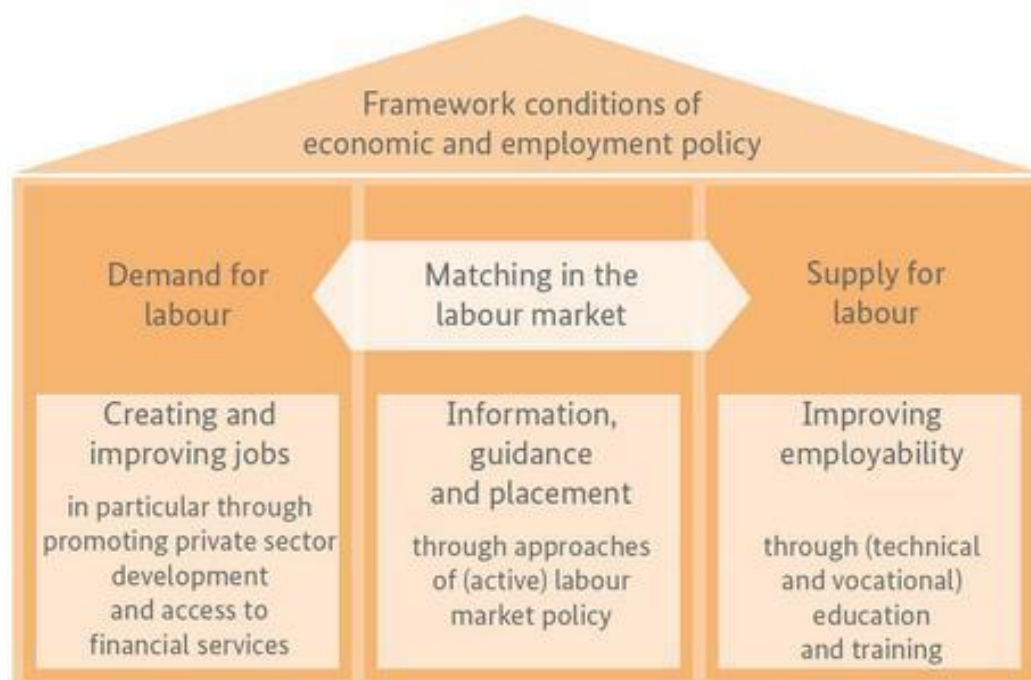 Framework conditions of
economic and employment policy
Demand for
labour
Matching in the
labour market
Supply for
labour
Creating and
improving jobs
in particular through
promoting private sector
development
and access to
financial services
Information,
guidance
and placement
through approaches
of (active) labour
market policy
Improving
employability
through (technical
and vocational)
education
and training